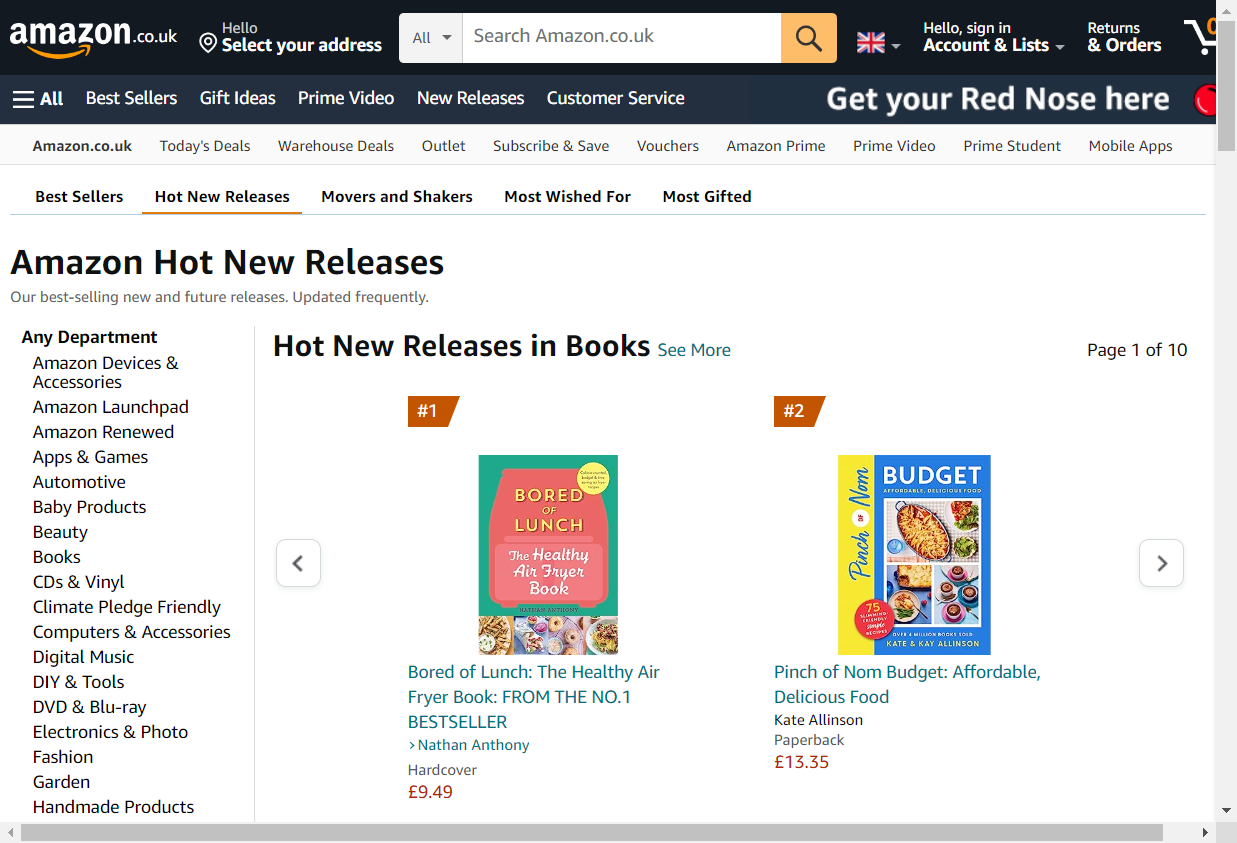 amazon.co.uk
Hello
Select your address
All
Search Amazon.co.uk
Hello, sign in
Account & Lists
Returns
& Orders
0
All
Best Sellers
Gift Ideas
Prime Video
New Releases
Customer Service
Get your Red Nose here
Amazon.co.uk
Today's Deals
Warehouse Deals
Outlet
Subscribe & Save
Vouchers
Amazon Prime
Prime Video
Prime Student
Mobile Apps
Best Sellers
Hot New Releases
Movers and Shakers
Most Wished For
Most Gifted
Amazon Hot New Releases
Our best-selling new and future releases. Updated frequently.
Any Department
Amazon Devices &
Accessories
Amazon Launchpad
Amazon Renewed
Apps & Games
Automotive
Baby Products
Beauty
Books
CDs & Vinyl
Climate Pledge Friendly
Computers & Accessories
Digital Music
DIY & Tools
DVD & Blu-ray
Electronics & Photo
Fashion
Garden
Handmade Products
Hot New Releases in Books See More
Page 1 of 10
#1
BORED
OF
LUNCH
The Healthy
Air Fryer
Book
NATHAN ANTHONY
Bored of Lunch: The Healthy Air
Fryer Book: FROM THE NO.1
BESTSELLER
› Nathan Anthony
Hardcover
£9.49
#2
Pinch of Nom
BUDGET
AFFORDABLE, DELICIOUS FOOD
75
SLIMMING-
FRIENDLY
simple
RECIPES
OVER 4 MILLION BOOKS SOLD
KATE & KAY ALLINSON
Pinch of Nom Budget: Affordable,
Delicious Food
Kate Allinson
Paperback
£13.35